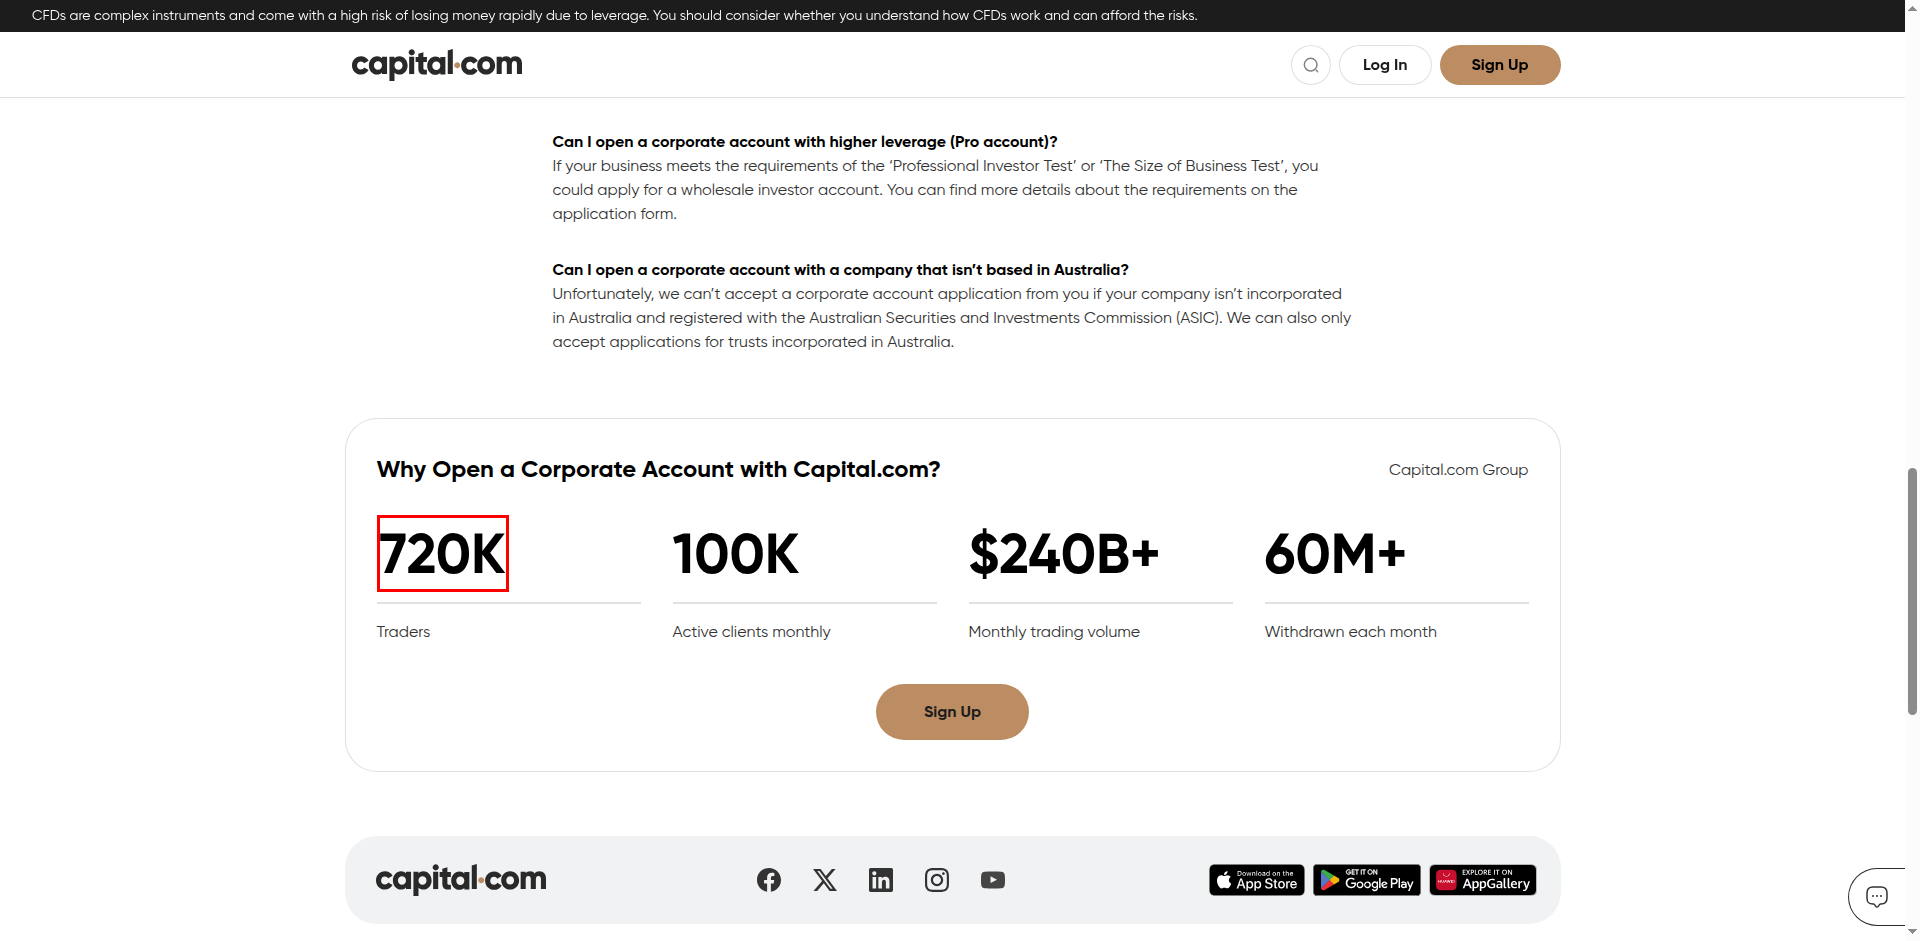 CFDs are complex instruments and come with a high risk of losing money rapidly due to leverage. You should consider whether you understand how CFDs work and can afford the risks.
capital.com
Log In
Sign Up
Can I open a corporate account with higher leverage (Pro account)?
If your business meets the requirements of the ‘Professional Investor Test’ or ‘The Size of Business Test’, you
could apply for a wholesale investor account. You can find more details about the requirements on the
application form.
Can I open a corporate account with a company that isn’t based in Australia?
Unfortunately, we can’t accept a corporate account application from you if your company isn’t incorporated
in Australia and registered with the Australian Securities and Investments Commission (ASIC). We can also only
accept applications for trusts incorporated in Australia.
Why Open a Corporate Account with Capital.com?
Capital.com Group
720K
100K
$240B+
60M+
Traders
Active clients monthly
Monthly trading volume
Withdrawn each month
Sign Up
capital.com
Download on the
App Store
GET IT ON
Google Play
HUAWEI
EXPLORE IT ON
AppGallery